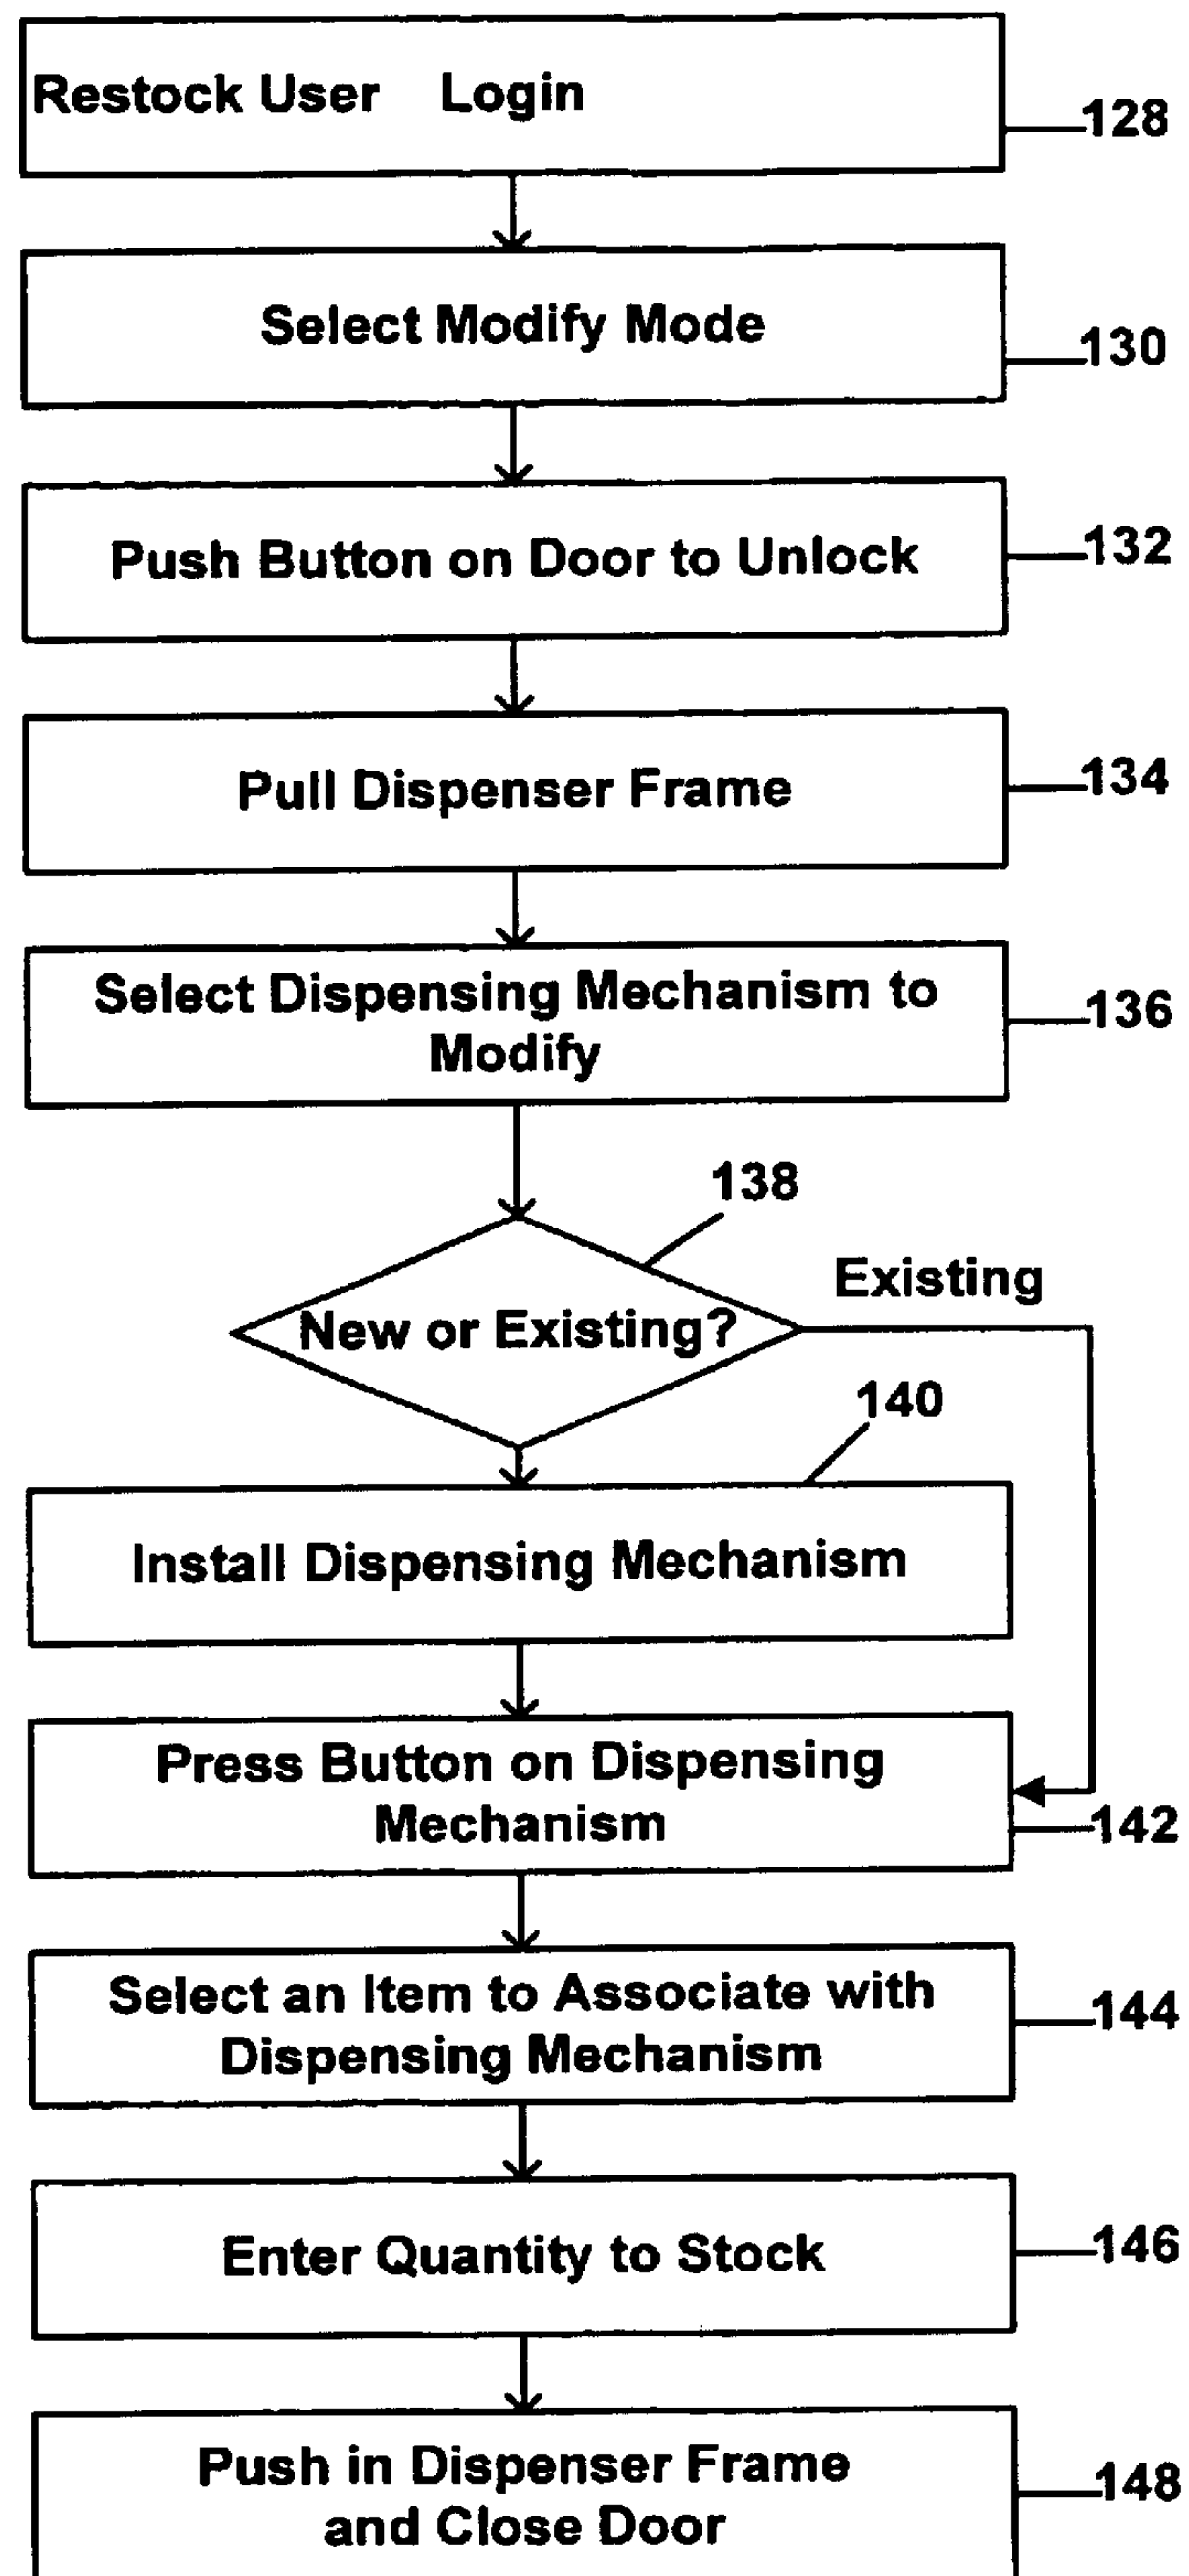 Restock User Login
128
Select Modify Mode
130
Push Button on Door to Unlock
132
Pull Dispenser Frame
134
Select Dispensing Mechanism to
Modify
136
138
Existing
New or Existing?
140
Install Dispensing Mechanism
Press Button on Dispensing
Mechanism
142
Select an Item to Associate with
Dispensing Mechanism
144
Enter Quantity to Stock
146
Push in Dispenser Frame
and Close Door
148